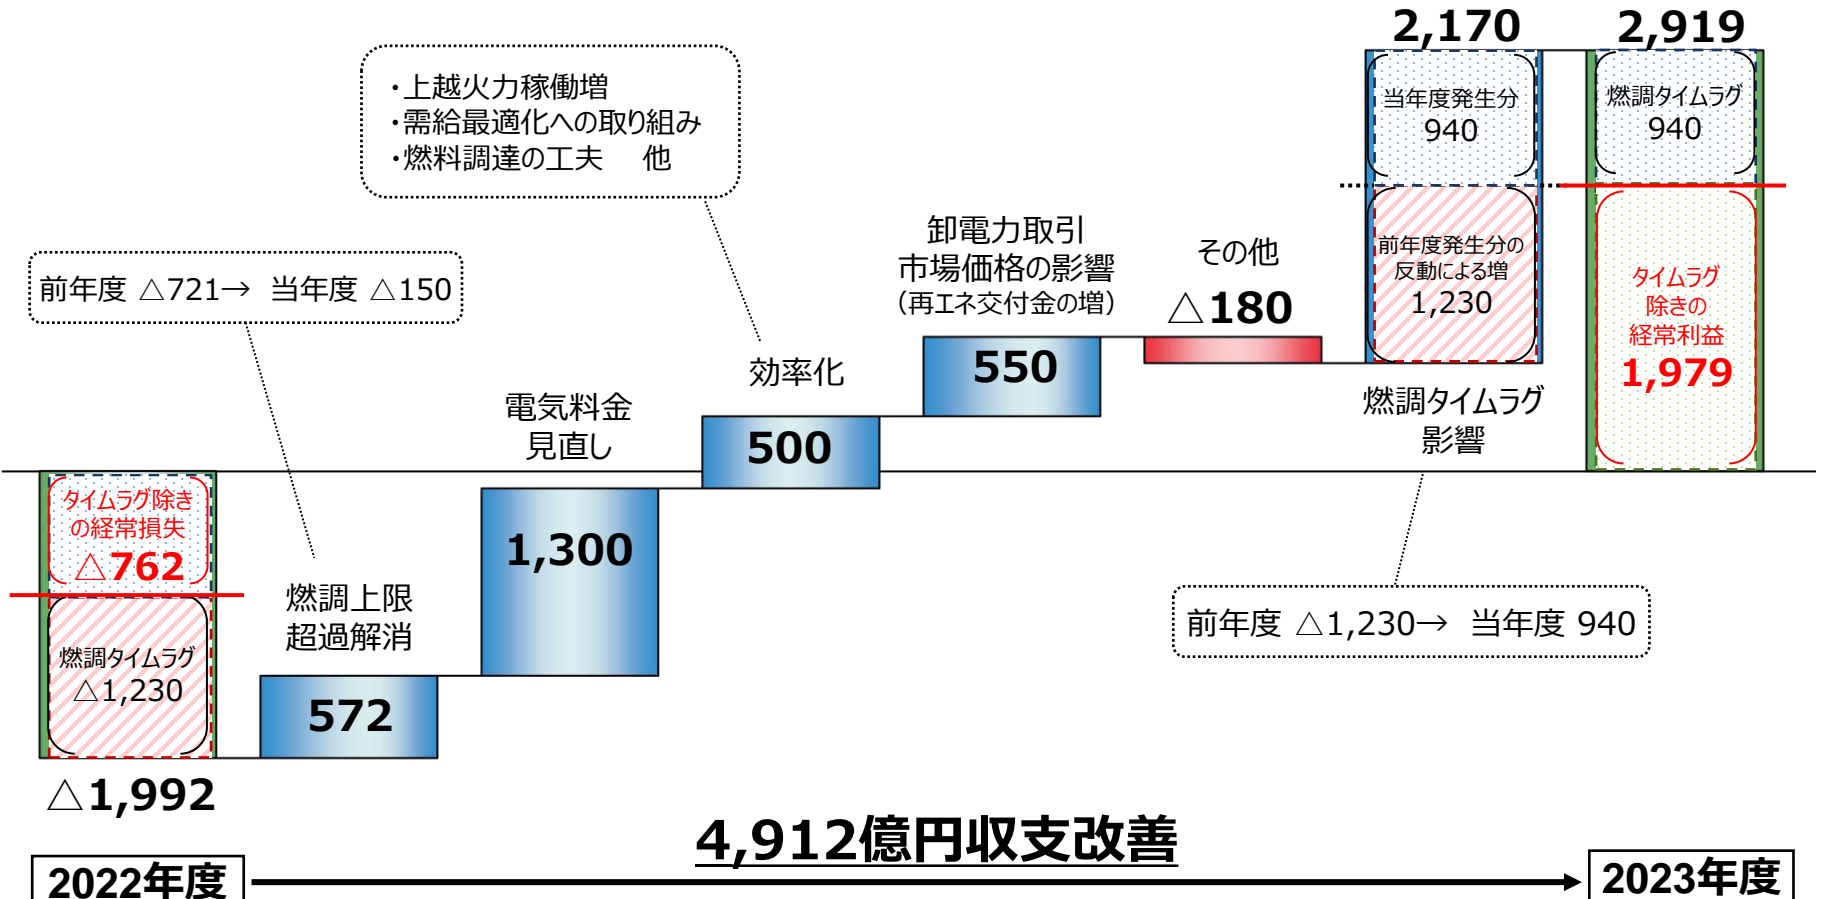 2,170
2,919
・上越火力稼働増
・需給最適化への取り組み
・燃料調達の工夫　他
当年度発生分
940
燃調タイムラグ
940
前年度 △721→ 当年度 △150
卸電力取引
市場価格の影響
（再エネ交付金の増）
550
その他
△180
前年度発生分の
反動による増
1,230
タイムラグ
除きの
経常利益
1,979
効率化
500
電気料金
見直し
1,300
燃調タイムラグ
影響
タイムラグ除き
の経常損失
△762
燃調タイムラグ
△1,230
△1,992
燃調上限
超過解消
572
前年度 △1,230→ 当年度 940
4,912億円収支改善
2022年度
2023年度